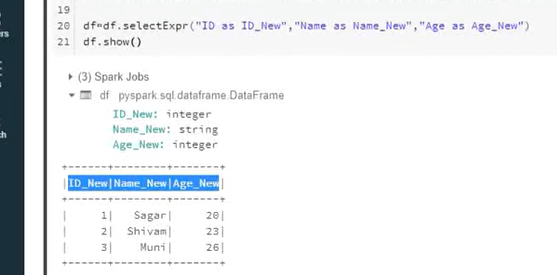 19
20 df=df.selectExpr("ID as ID_New","Name as Name_New","Age as Age_New")
21 df.show()
(3) Spark Jobs
df pyspark.sql.dataframe.DataFrame
ID_New: integer
Name_New: string
Age_New: integer
+------+--------+-------+
|ID_New|Name_New|Age_New|
+------+--------+-------+
|     1|   Sagar|     20|
|     2|  Shivam|     23|
|     3|    Muni|     26|
+------+--------+-------+